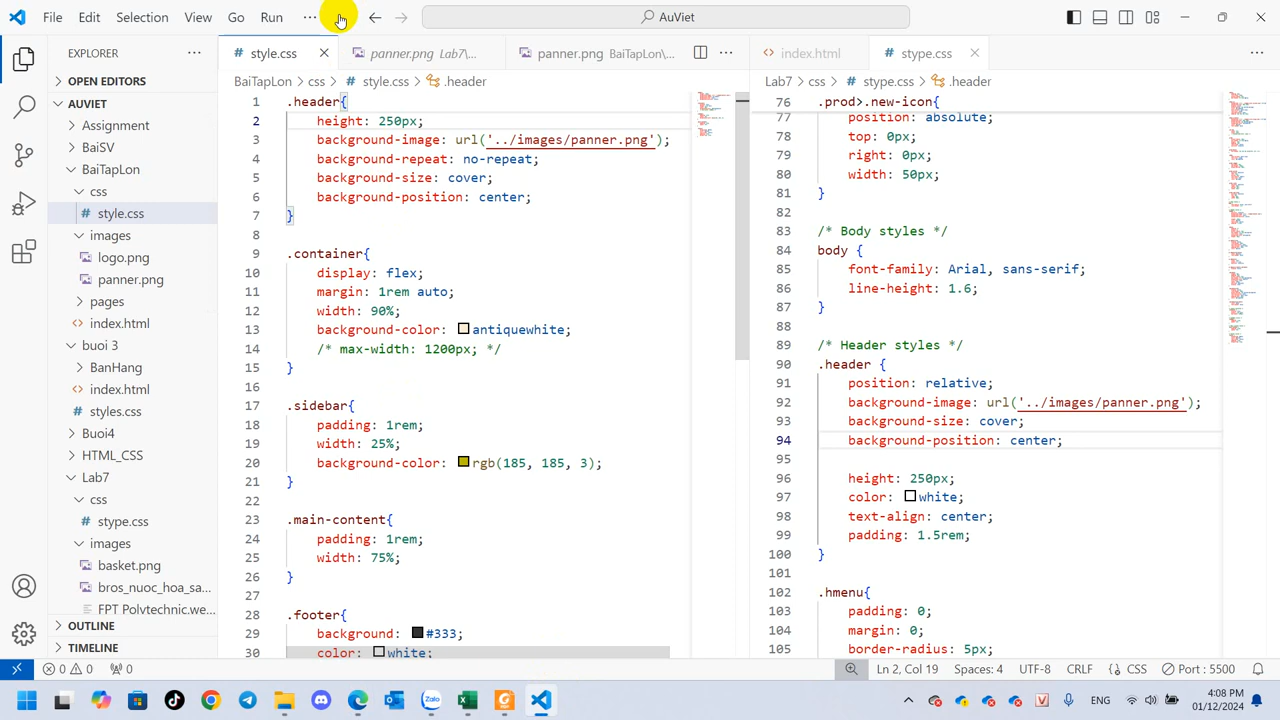 File Edit Selection View Go Run ··· AuViet
EXPLORER
OPEN EDITORS
AUVIET
Assignment
BaiSV
BaiTapLon
css
style.css
images
logo.png
panner.png
pages
index.html
buoi 3
BanHang
index.html
styles.css
Buoi4
HTML_CSS
Lab7
css
stype.css
images
basket.png
bros_nuoc_hoa_sa...
FPT Polytechnic.we...
OUTLINE
TIMELINE
style.css panner.png Lab7\... panner.png BaiTapLon\...
BaiTapLon > css > style.css > .header
1 .header{
2 height: 250px;
3 background-image: url('../images/panner.png');
4 background-repeat: no-repeat;
5 background-size: cover;
6 background-position: center;
7 }
8
9 .container{
10 display: flex;
11 margin: 1rem auto;
12 width: 90%;
13 background-color: antiquewhite;
14 /* max-width: 1200px; */
15 }
16
17 .sidebar{
18 padding: 1rem;
19 width: 25%;
20 background-color: rgb(185, 185, 3);
21 }
22
23 .main-content{
24 padding: 1rem;
25 width: 75%;
26 }
27
28 .footer{
29 background: #333;
30 color: white;
index.html stype.css
Lab7 > css > stype.css > .header
76 .prod>.new-icon{
77 position: absolute;
78 top: 0px;
79 right: 0px;
80 width: 50px;
81 }
82
83 /* Body styles */
84 body {
85 font-family: Arial, sans-serif;
86 line-height: 1.6;
87 }
88
89 /* Header styles */
90 .header {
91 position: relative;
92 background-image: url('../images/panner.png');
93 background-size: cover;
94 background-position: center;
95
96 height: 250px;
97 color: white;
98 text-align: center;
99 padding: 1.5rem;
100 }
101
102 .hmenu{
103 padding: 0;
104 margin: 0;
105 border-radius: 5px;
0 0 0 Ln 2, Col 19 Spaces: 4 UTF-8 CRLF {} CSS Port : 5500
Zalo ENG 4:08 PM
01/12/2024